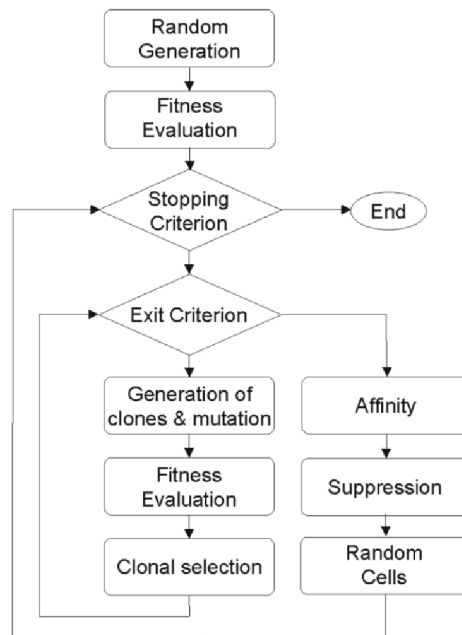 Random
Generation
Fitness
Evaluation
Stopping
Criterion
End
Exit Criterion
Generation of
clones & mutation
Fitness
Evaluation
Clonal selection
Affinity
Suppression
Random
Cells